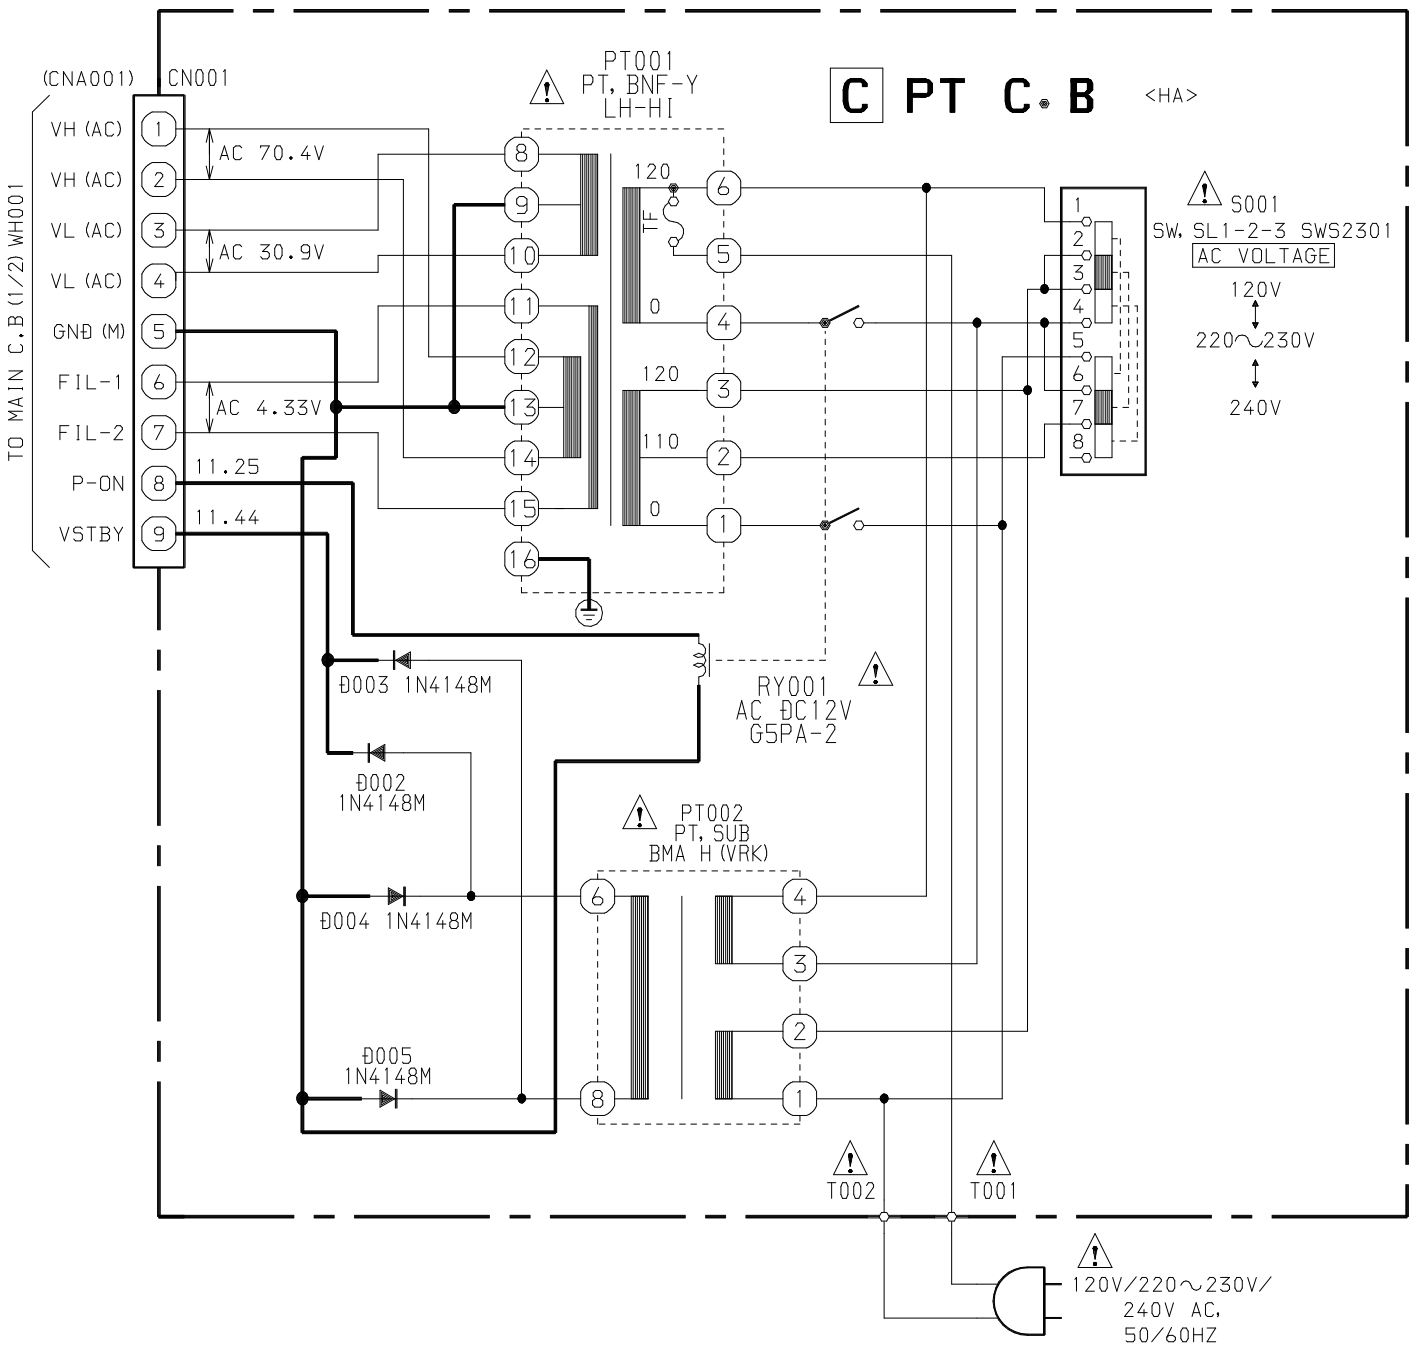 (CNA001) CN001
TO MAIN C.B (1/2) WH001
VH (AC) 1
VH (AC) 2
VL (AC) 3
VL (AC) 4
GND (M) 5
FIL-1 6
FIL-2 7
P-ON 8
VSTBY 9
AC 70.4V
AC 30.9V
AC 4.33V
11.25
11.44
PT001
PT, BNF-Y
LH-HI
8
9
10
11
12
13
14
15
16
120
TF
0
120
110
0
6
5
4
3
2
1
C PT C.B <HA>
S001
SW, SL1-2-3 SWS2301
AC VOLTAGE
120V
220～230V
240V
1
2
3
4
5
6
7
8
D003 1N4148M
D002
1N4148M
D004 1N4148M
D005
1N4148M
RY001
AC DC12V
G5PA-2
PT002
PT, SUB
BMA H (VRK)
6
8
4
3
2
1
T002
T001
120V/220～230V/
240V AC,
50/60HZ